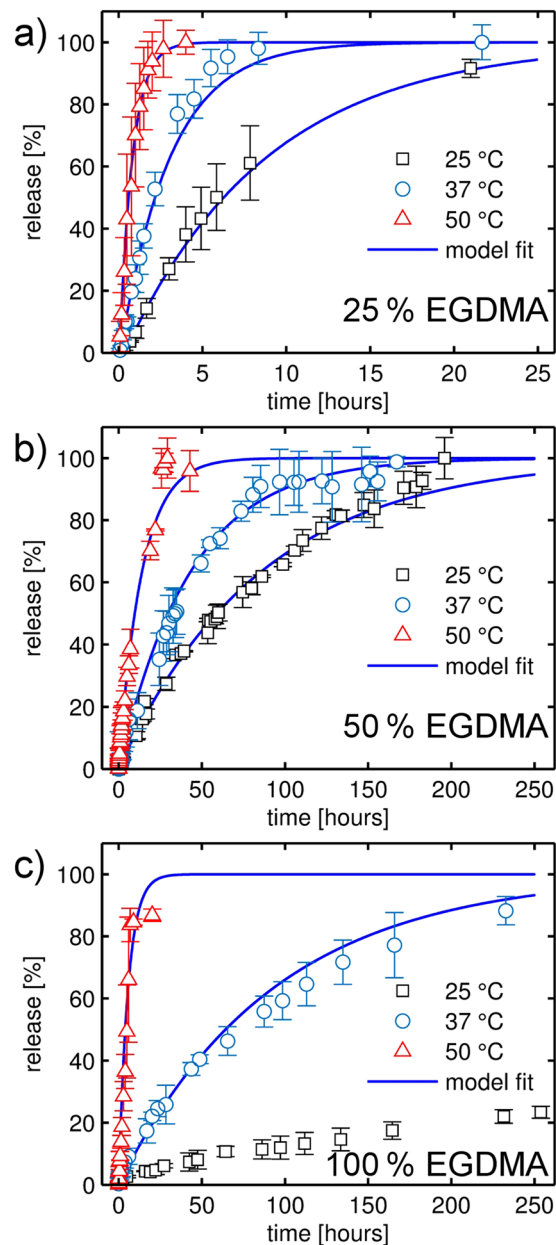 a)
100
80
60
40
20
0
release [%]
25 °C
37 °C
50 °C
model fit
25 % EGDMA
0 5 10 15 20 25
time [hours]
b)
100
80
60
40
20
0
release [%]
25 °C
37 °C
50 °C
model fit
50 % EGDMA
0 50 100 150 200 250
time [hours]
c)
100
80
60
40
20
0
release [%]
25 °C
37 °C
50 °C
model fit
100 % EGDMA
0 50 100 150 200 250
time [hours]